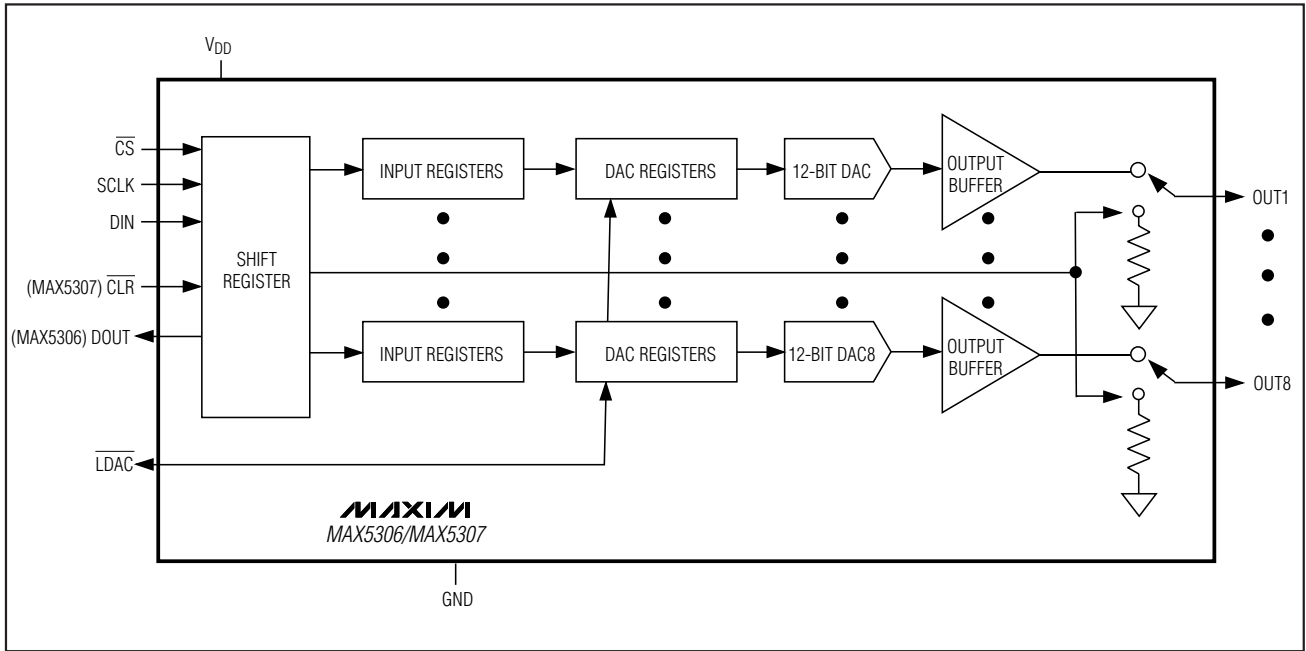 VDD
CS
SCLK
DIN
(MAX5307) CLR
(MAX5306) DOUT
LDAC
SHIFT
REGISTER
INPUT REGISTERS
DAC REGISTERS
12-BIT DAC
OUTPUT
BUFFER
OUT1
INPUT REGISTERS
DAC REGISTERS
12-BIT DAC8
OUTPUT
BUFFER
OUT8
MAXIM
MAX5306/MAX5307
GND